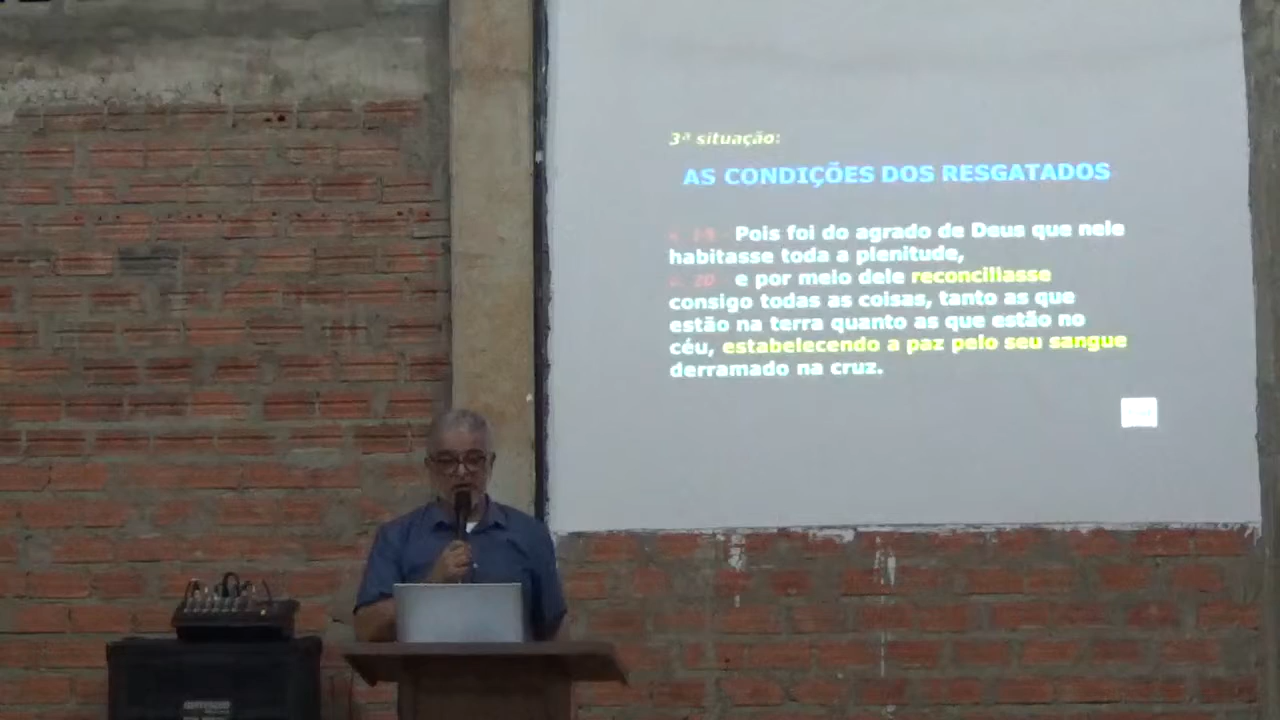 3ª situação:
AS CONDIÇÕES DOS RESGATADOS
v. 19 Pois foi do agrado de Deus que nele
habitasse toda a plenitude,
v. 20 e por meio dele reconciliasse
consigo todas as coisas, tanto as que
estão na terra quanto as que estão no
céu, estabelecendo a paz pelo seu sangue
derramado na cruz.